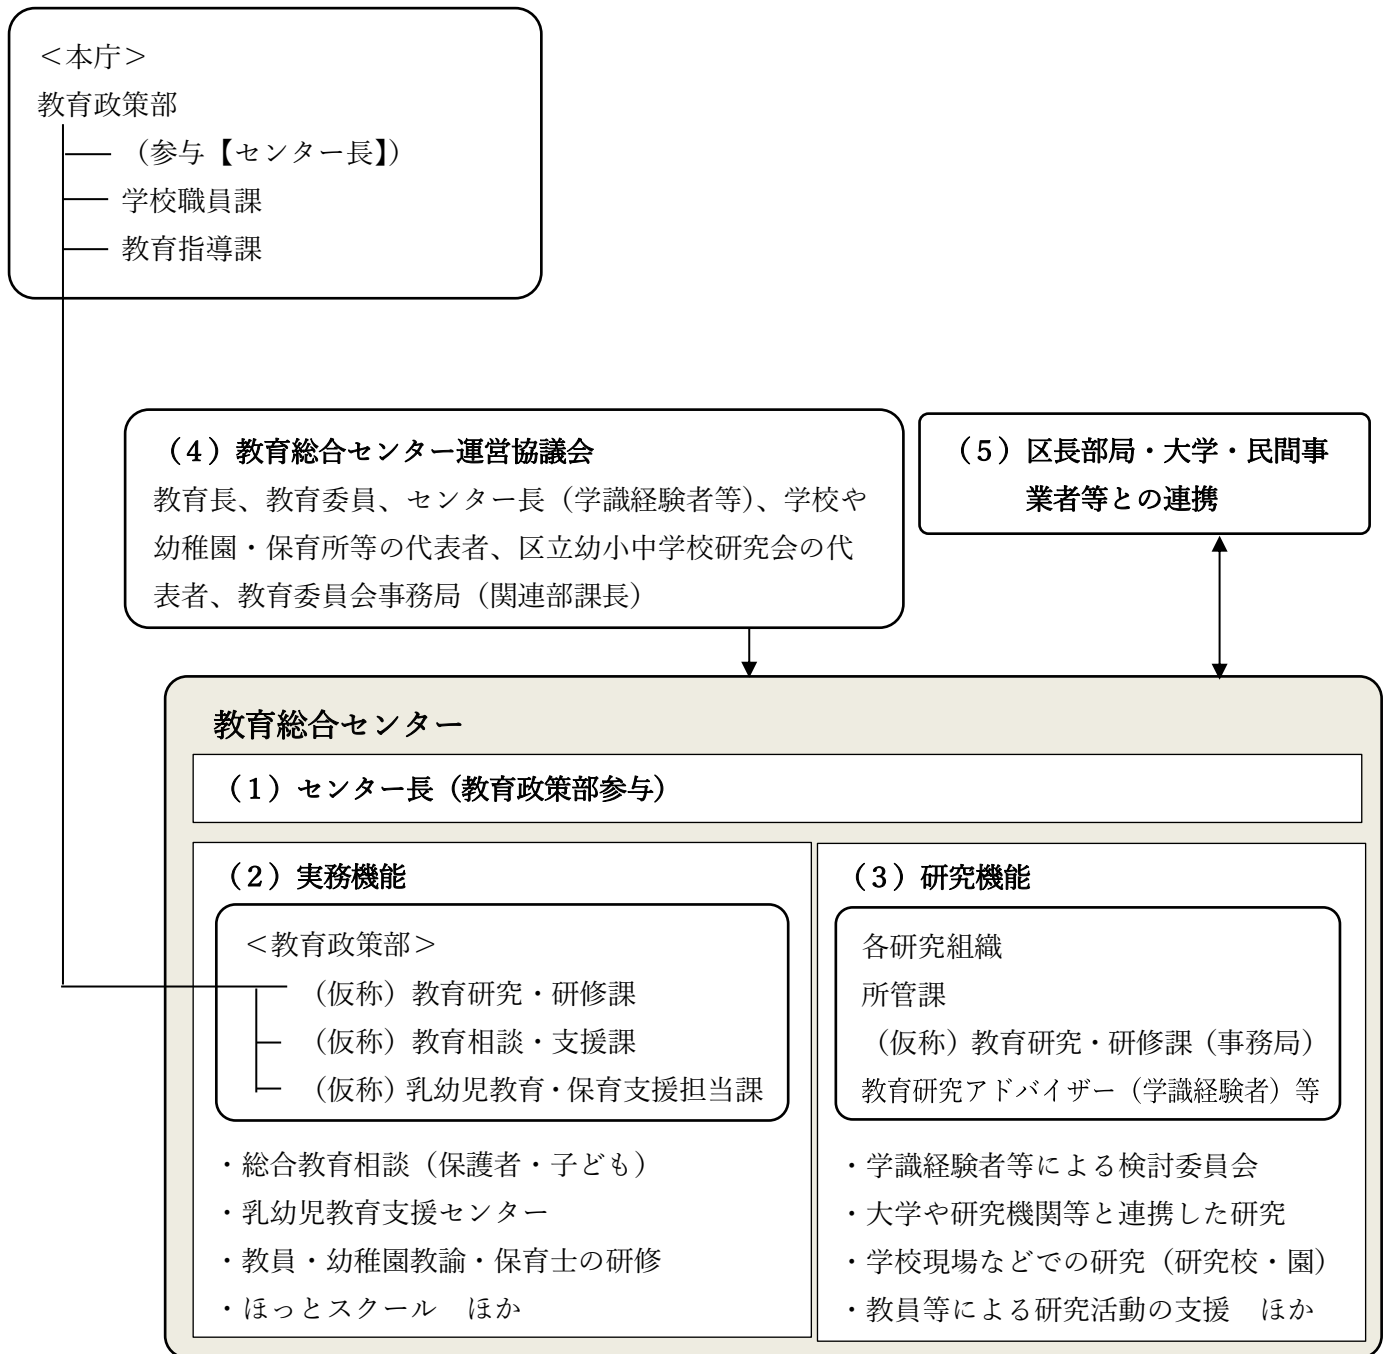 ＜本庁＞
教育政策部
（参与【センター長】）
学校職員課
教育指導課
（４）教育総合センター運営協議会
教育長、教育委員、センター長（学識経験者等）、学校や
幼稚園・保育所等の代表者、区立幼小中学校研究会の代
表者、教育委員会事務局（関連部課長）
（５）区長部局・大学・民間事
業者等との連携
教育総合センター
（１）センター長（教育政策部参与）
（２）実務機能
＜教育政策部＞
（仮称）教育研究・研修課
（仮称）教育相談・支援課
（仮称）乳幼児教育・保育支援担当課
・総合教育相談（保護者・子ども）
・乳幼児教育支援センター
・教員・幼稚園教諭・保育士の研修
・ほっとスクール　ほか
（３）研究機能
各研究組織
所管課
（仮称）教育研究・研修課（事務局）
教育研究アドバイザー（学識経験者）等
・学識経験者等による検討委員会
・大学や研究機関等と連携した研究
・学校現場などでの研究（研究校・園）
・教員等による研究活動の支援　ほか